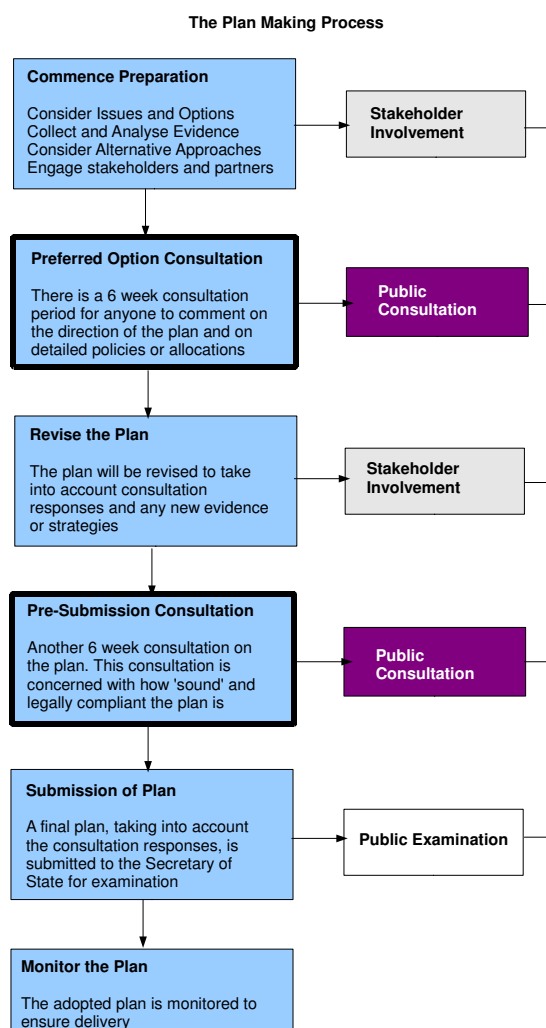 The Plan Making Process
Commence Preparation
Consider Issues and Options
Collect and Analyse Evidence
Consider Alternative Approaches
Engage stakeholders and partners
Stakeholder
Involvement
Preferred Option Consultation
There is a 6 week consultation
period for anyone to comment on
the direction of the plan and on
detailed policies or allocations
Public
Consultation
Revise the Plan
The plan will be revised to take
into account consultation
responses and any new evidence
or strategies
Stakeholder
Involvement
Pre-Submission Consultation
Another 6 week consultation on
the plan. This consultation is
concerned with how 'sound' and
legally compliant the plan is
Public
Consultation
Submission of Plan
A final plan, taking into account
the consultation responses, is
submitted to the Secretary of
State for examination
Public Examination
Monitor the Plan
The adopted plan is monitored to
ensure delivery